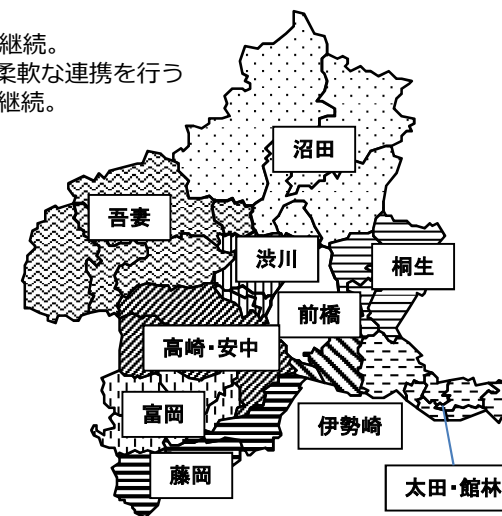 継続。
柔軟な連携を行う
継続。
沼田
吾妻
渋川
桐生
前橋
高崎・安中
富岡
伊勢崎
藤岡
太田・館林